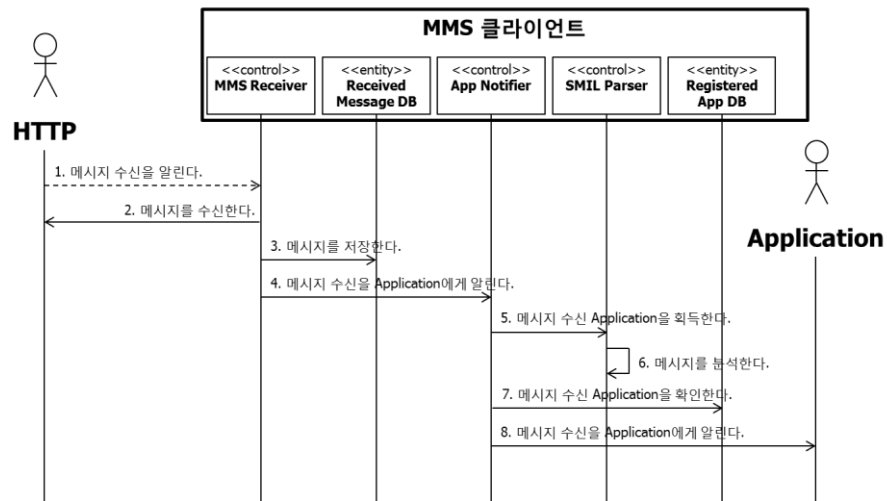 MMS 클라이언트
<<control>>
MMS Receiver
<<entity>>
Received
Message DB
<<control>>
App Notifier
<<control>>
SMIL Parser
<<entity>>
Registered
App DB
HTTP
Application
1. 메시지 수신을 알린다.
2. 메시지를 수신한다.
3. 메시지를 저장한다.
4. 메시지 수신을 Application에게 알린다.
5. 메시지 수신 Application을 획득한다.
6. 메시지를 분석한다.
7. 메시지 수신 Application을 확인한다.
8. 메시지 수신을 Application에게 알린다.